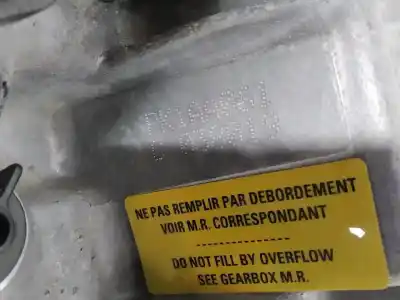 NE PAS REMPLIR PAR DEBORDEMENT
VOIR M.R. CORRESPONDANT
DO NOT FILL BY OVERFLOW
SEE GEARBOX M.R.